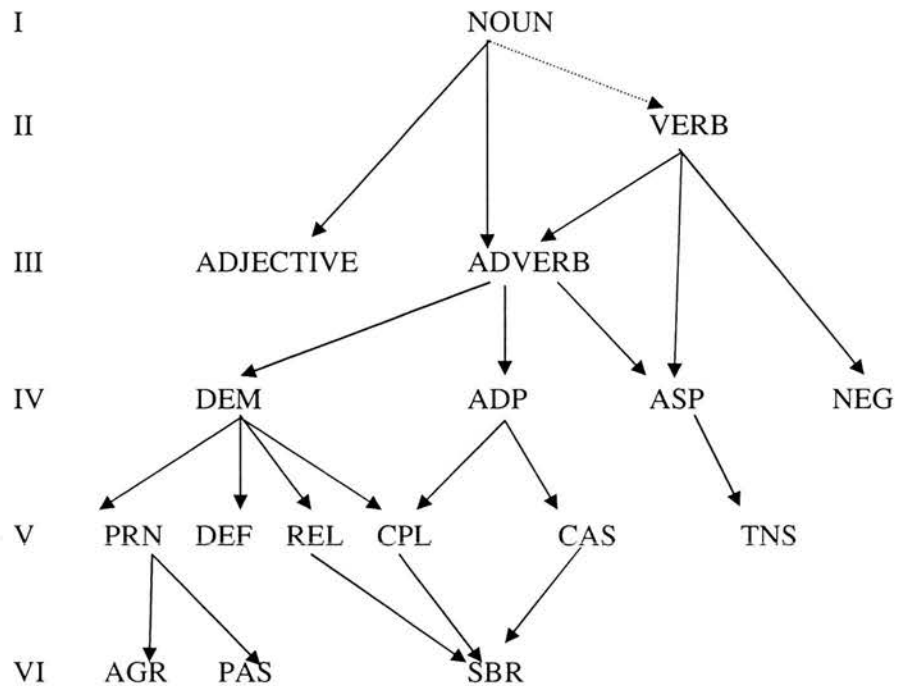 I NOUN
II VERB
III ADJECTIVE ADVERB
IV DEM ADP ASP NEG
V PRN DEF REL CPL CAS TNS
VI AGR PAS SBR